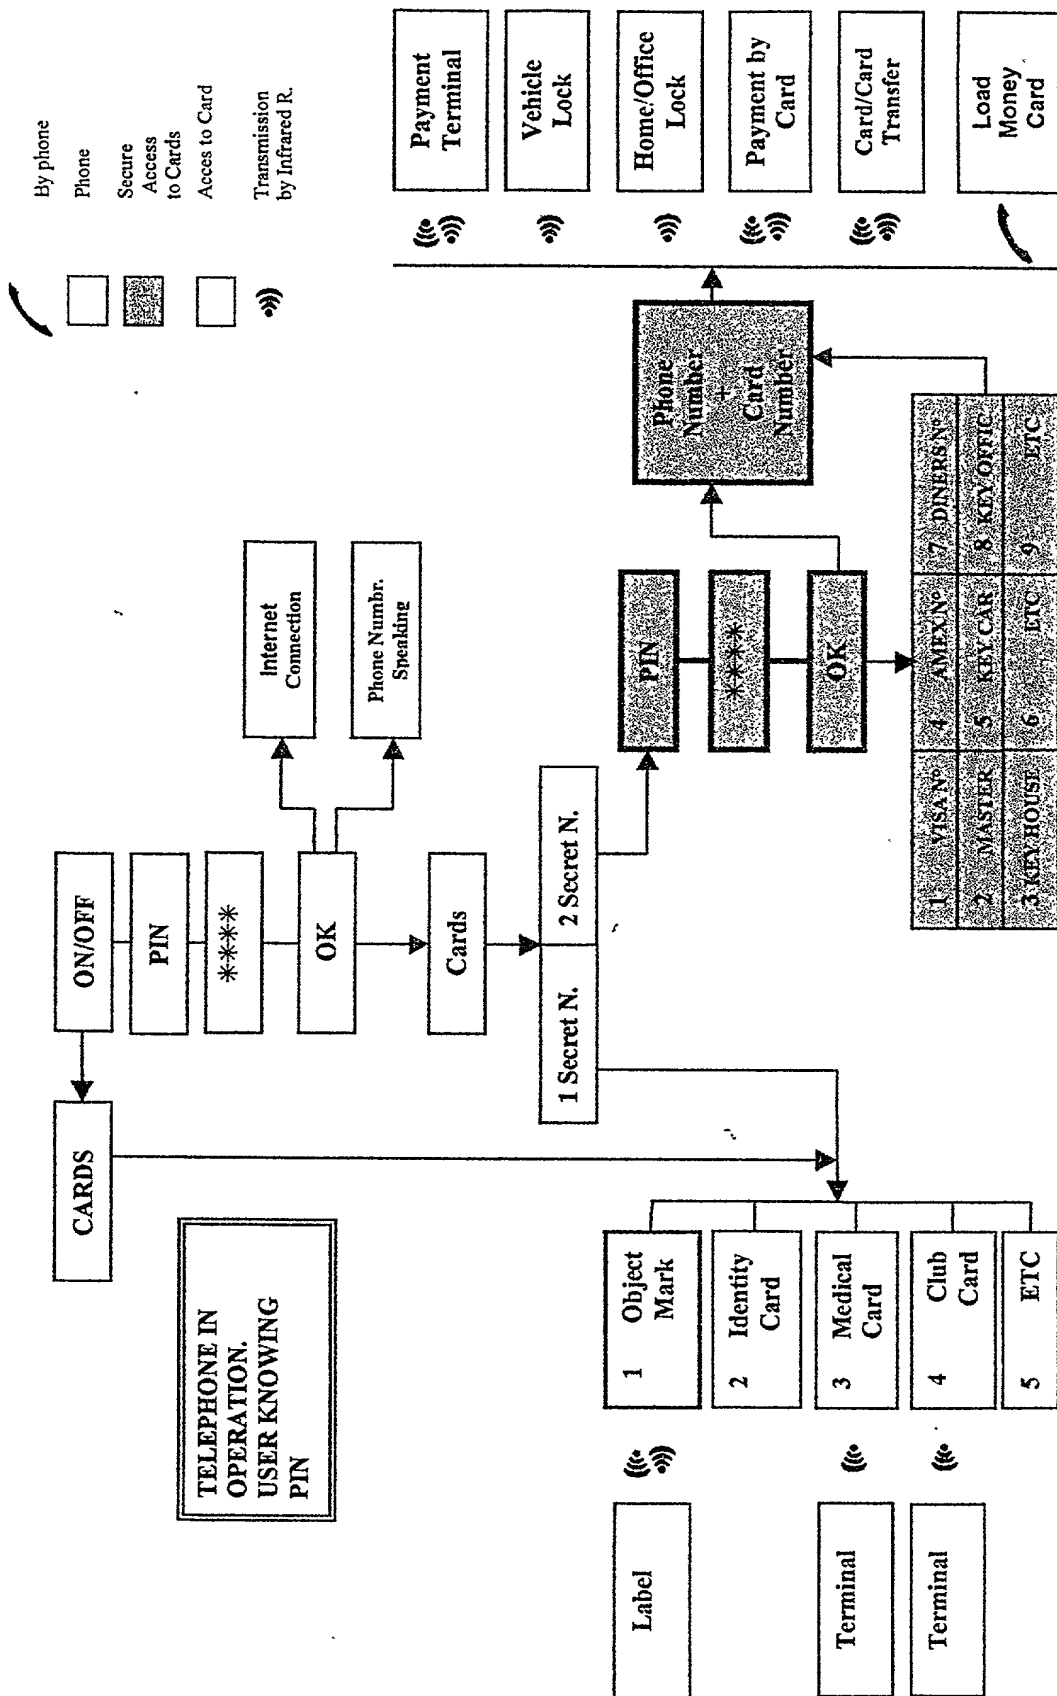 TELEPHONE IN
OPERATION.
USER KNOWING
PIN
CARDS
ON/OFF
PIN
****
OK
Internet
Connection
Phone Numbr.
Speaking
Cards
1 Secret N.
2 Secret N.
By phone
Phone
Secure
Access
to Cards
Acces to Card
Transmission
by Infrared R.
Label
Terminal
Terminal
1 Object
Mark
2 Identity
Card
3 Medical
Card
4 Club
Card
5 ETC
PIN
****
OK
1 VISA Nº
4 AMEX Nº
7 DINERS Nº
2 MASTER
5 KEY CAR
8 KEY OFFIC
3 KEY HOUSE
6 ETC
9 ETC
Phone
Number
+
Card
Number
Payment
Terminal
Vehicle
Lock
Home/Office
Lock
Payment by
Card
Card/Card
Transfer
Load
Money
Card